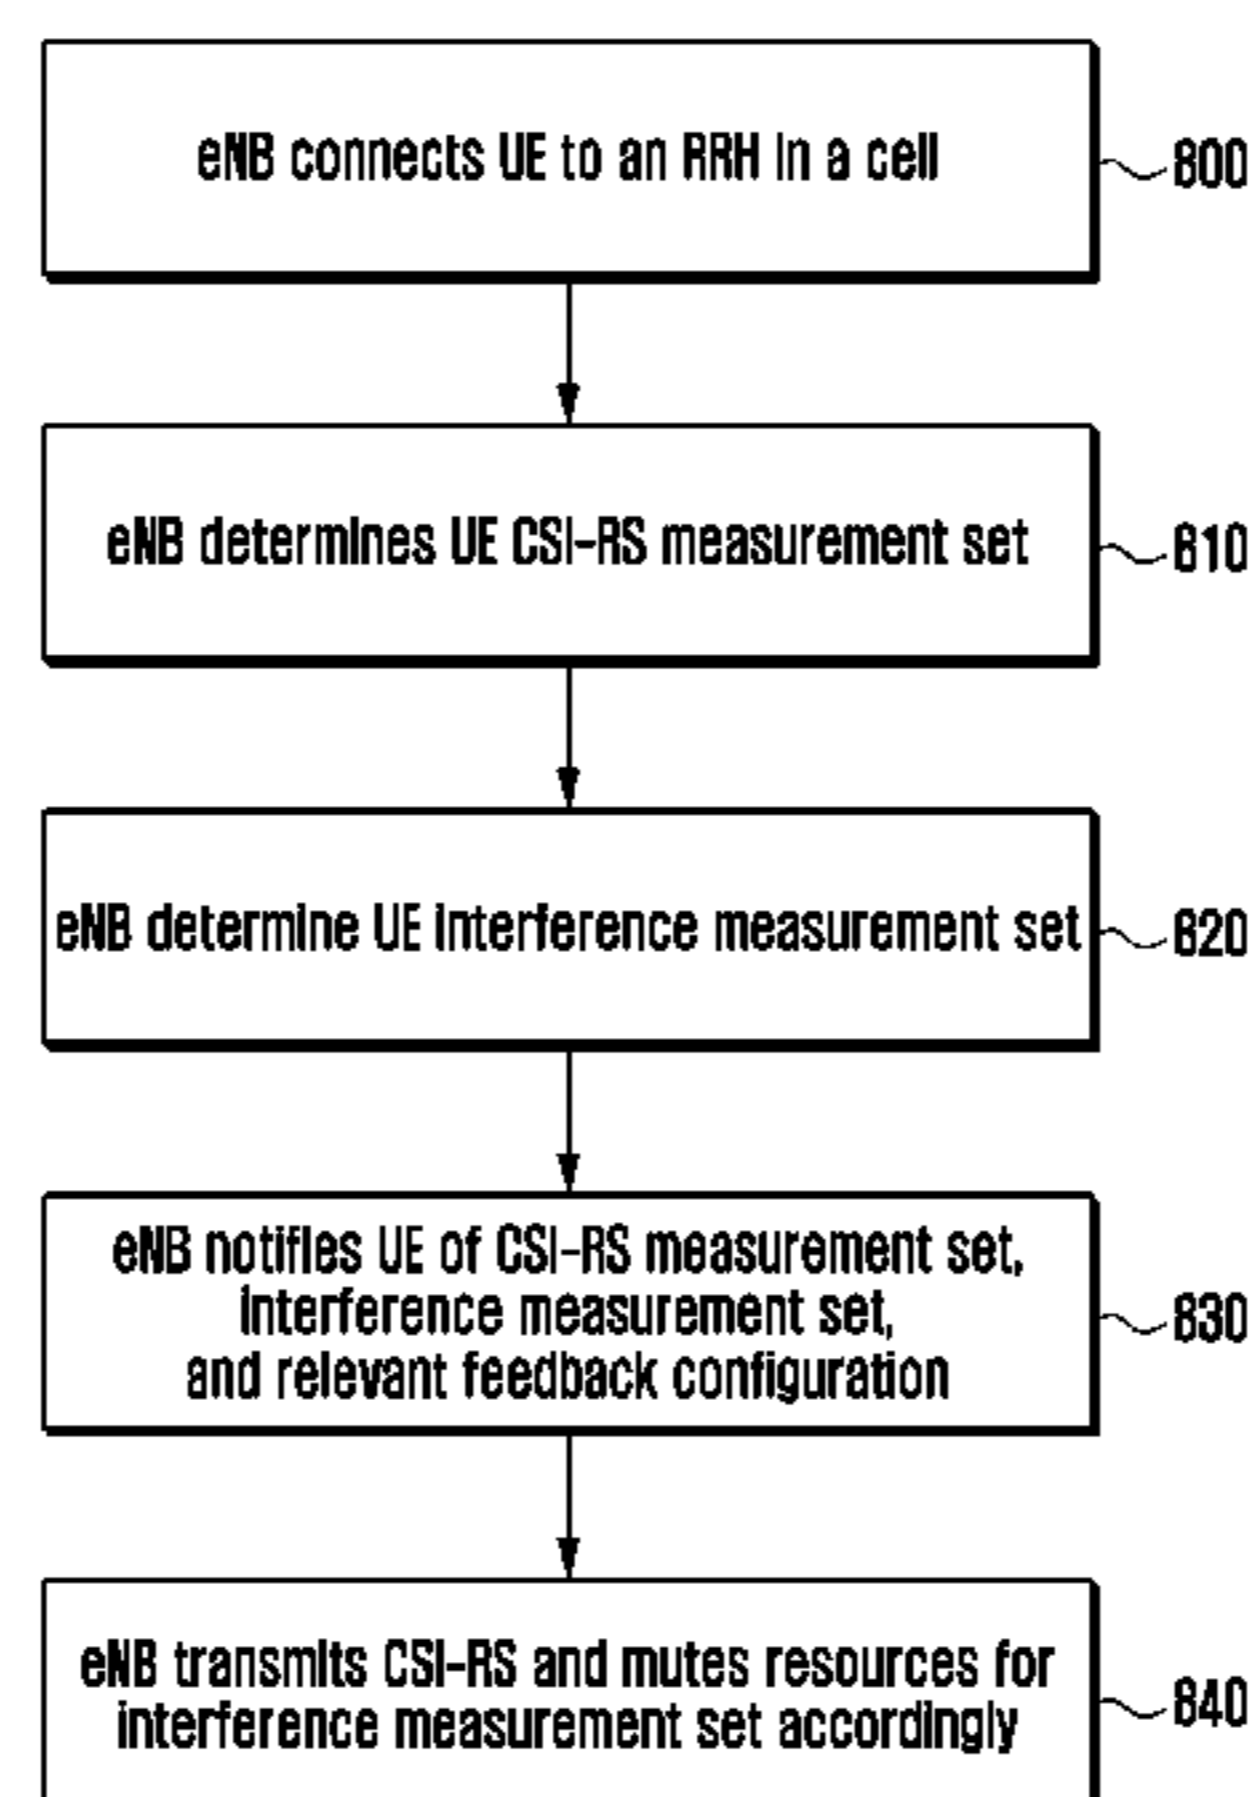 eNB connects UE to an RRH in a cell
800
eNB determines UE CSI-RS measurement set
810
eNB determine UE interference measurement set
820
eNB notifies UE of CSI-RS measurement set,
interference measurement set,
and relevant feedback configuration
830
eNB transmits CSI-RS and mutes resources for
interference measurement set accordingly
840